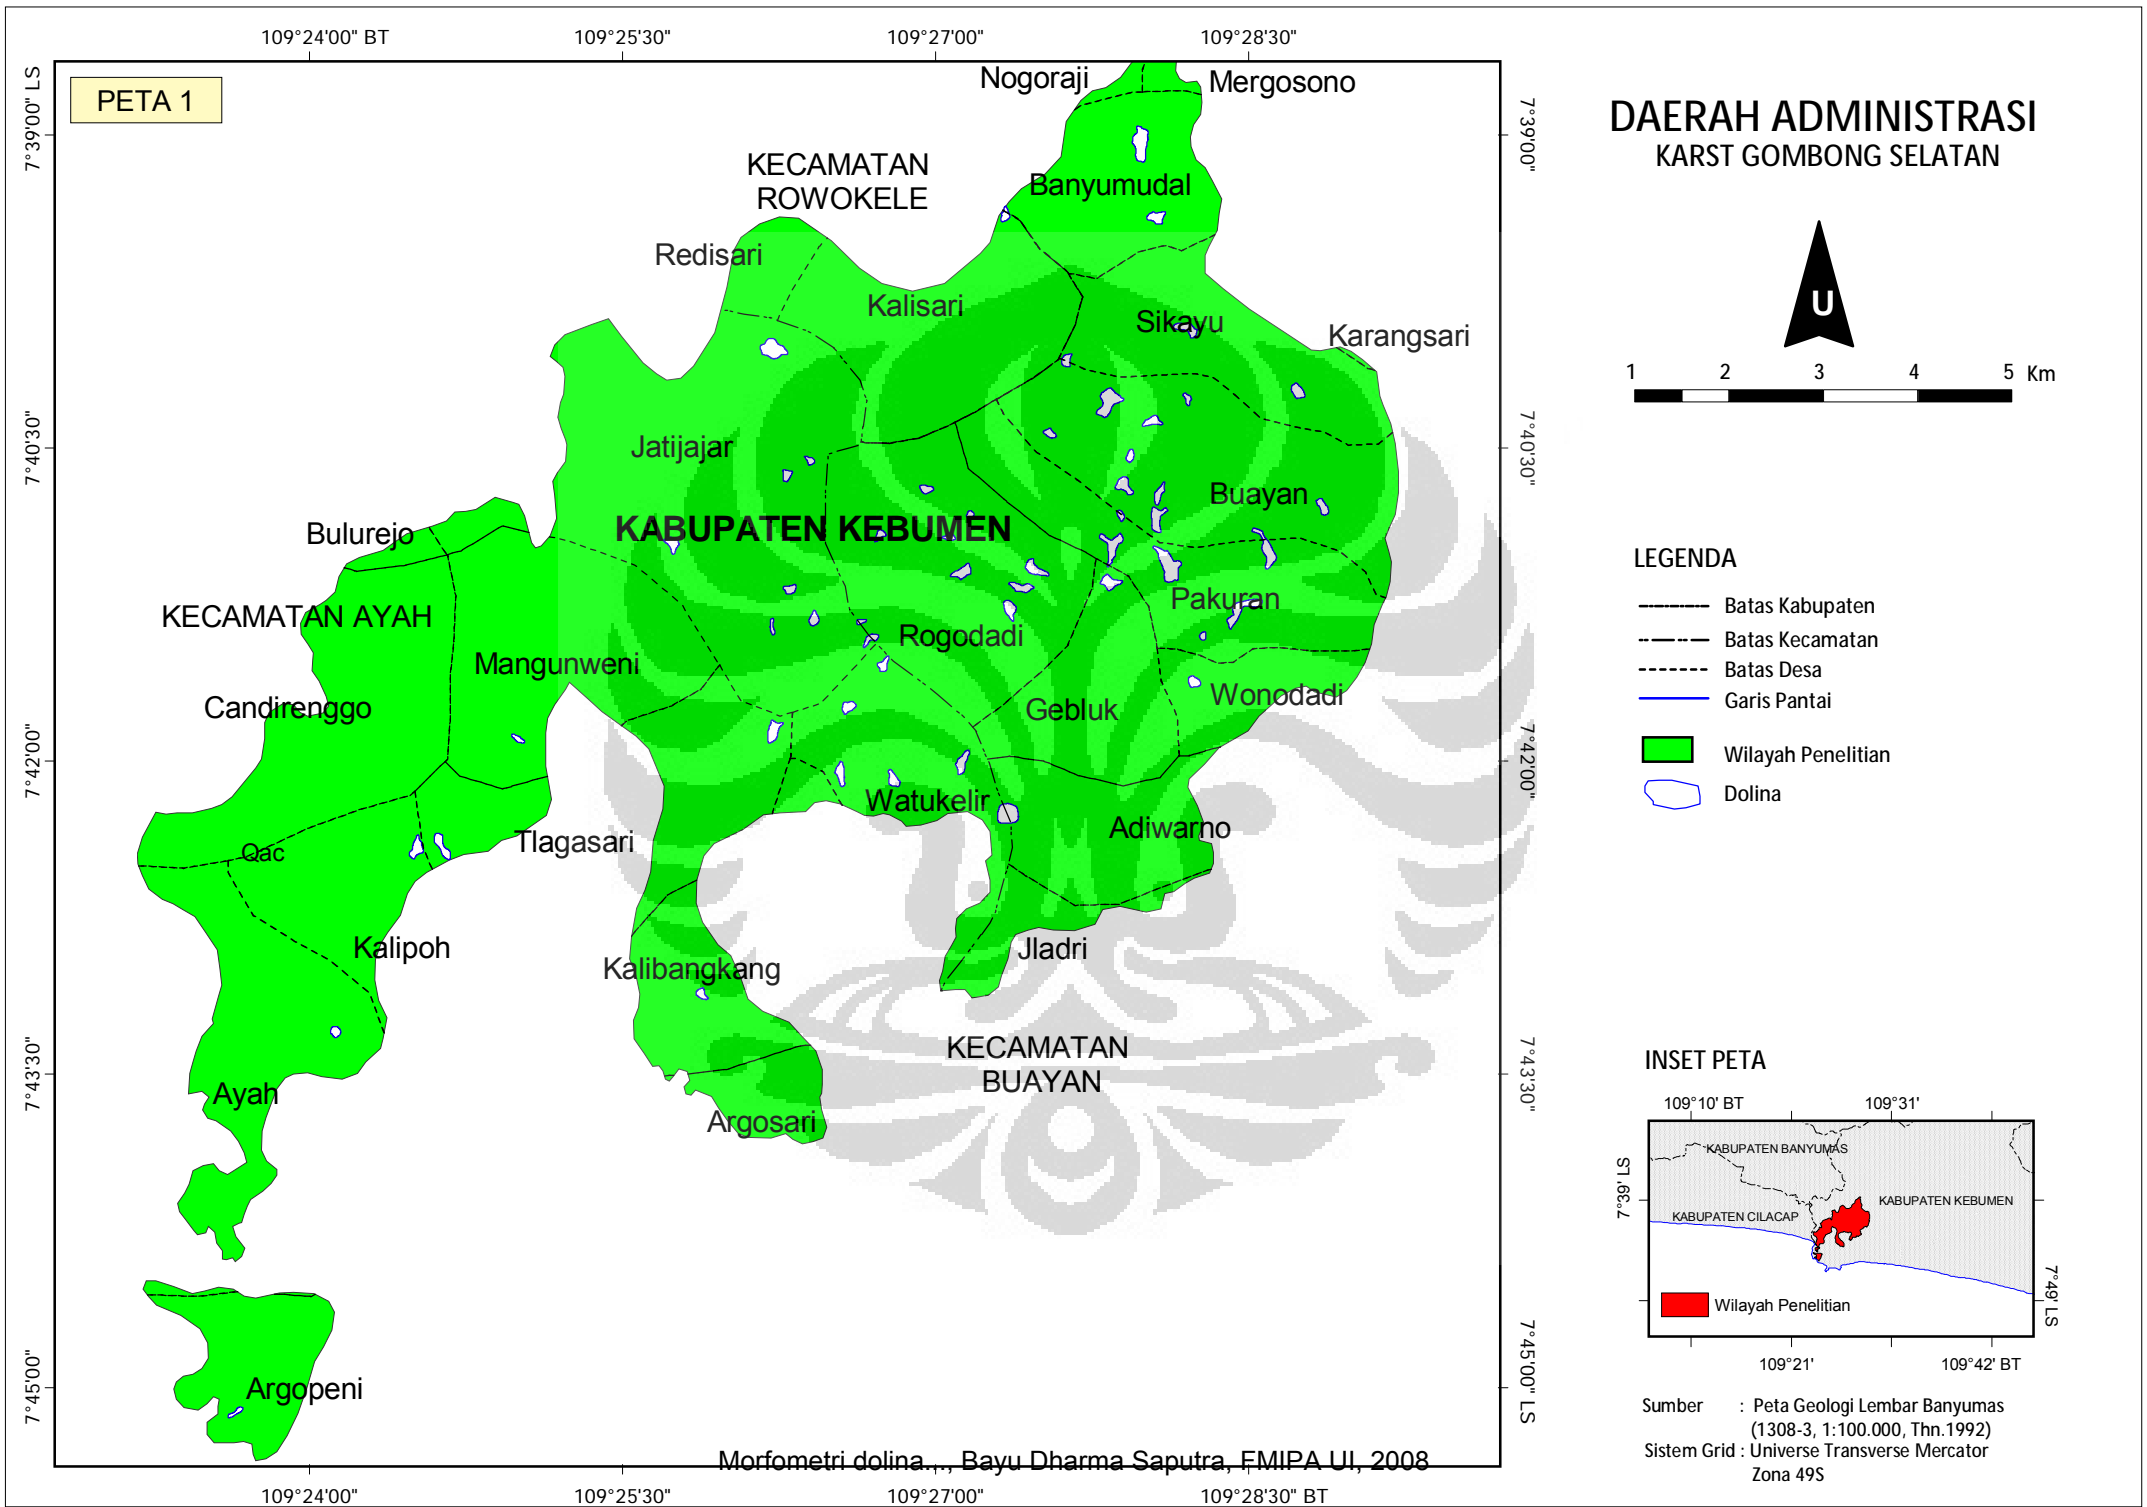 109°24'00" BT
109°25'30"
109°27'00"
109°28'30"
7°39'00" LS
7°40'30"
7°42'00"
7°43'30"
7°45'00"
PETA 1
Nogoraji
Mergosono
KECAMATAN
ROWOKELE
Banyumudal
Redisari
Kalisari
Sikayu
Karangsari
Jatijajar
Buayan
Bulurejo
KABUPATEN KEBUMEN
KECAMATAN AYAH
Pakuran
Rogodadi
Mangunweni
Candirenggo
Gebluk
Wonodadi
Watukelir
Adiwarno
Qac
Tlagasari
Kalipoh
Jladri
Kalibangkang
KECAMATAN
BUAYAN
Ayah
Argosari
Argopeni
Morfometri dolina..., Bayu Dharma Saputra, FMIPA UI, 2008
7°39'00"
7°40'30"
7°42'00"
7°43'30"
7°45'00" LS
109°24'00"
109°25'30"
109°27'00"
109°28'30" BT
DAERAH ADMINISTRASI
KARST GOMBONG SELATAN
U
1 2 3 4 5 Km
LEGENDA
Batas Kabupaten
Batas Kecamatan
Batas Desa
Garis Pantai
Wilayah Penelitian
Dolina
INSET PETA
109°10' BT
109°31'
7°39' LS
KABUPATEN BANYUMAS
KABUPATEN KEBUMEN
KABUPATEN CILACAP
Wilayah Penelitian
7°49' LS
109°21'
109°42' BT
Sumber : Peta Geologi Lembar Banyumas
(1308-3, 1:100.000, Thn.1992)
Sistem Grid : Universe Transverse Mercator
Zona 49S